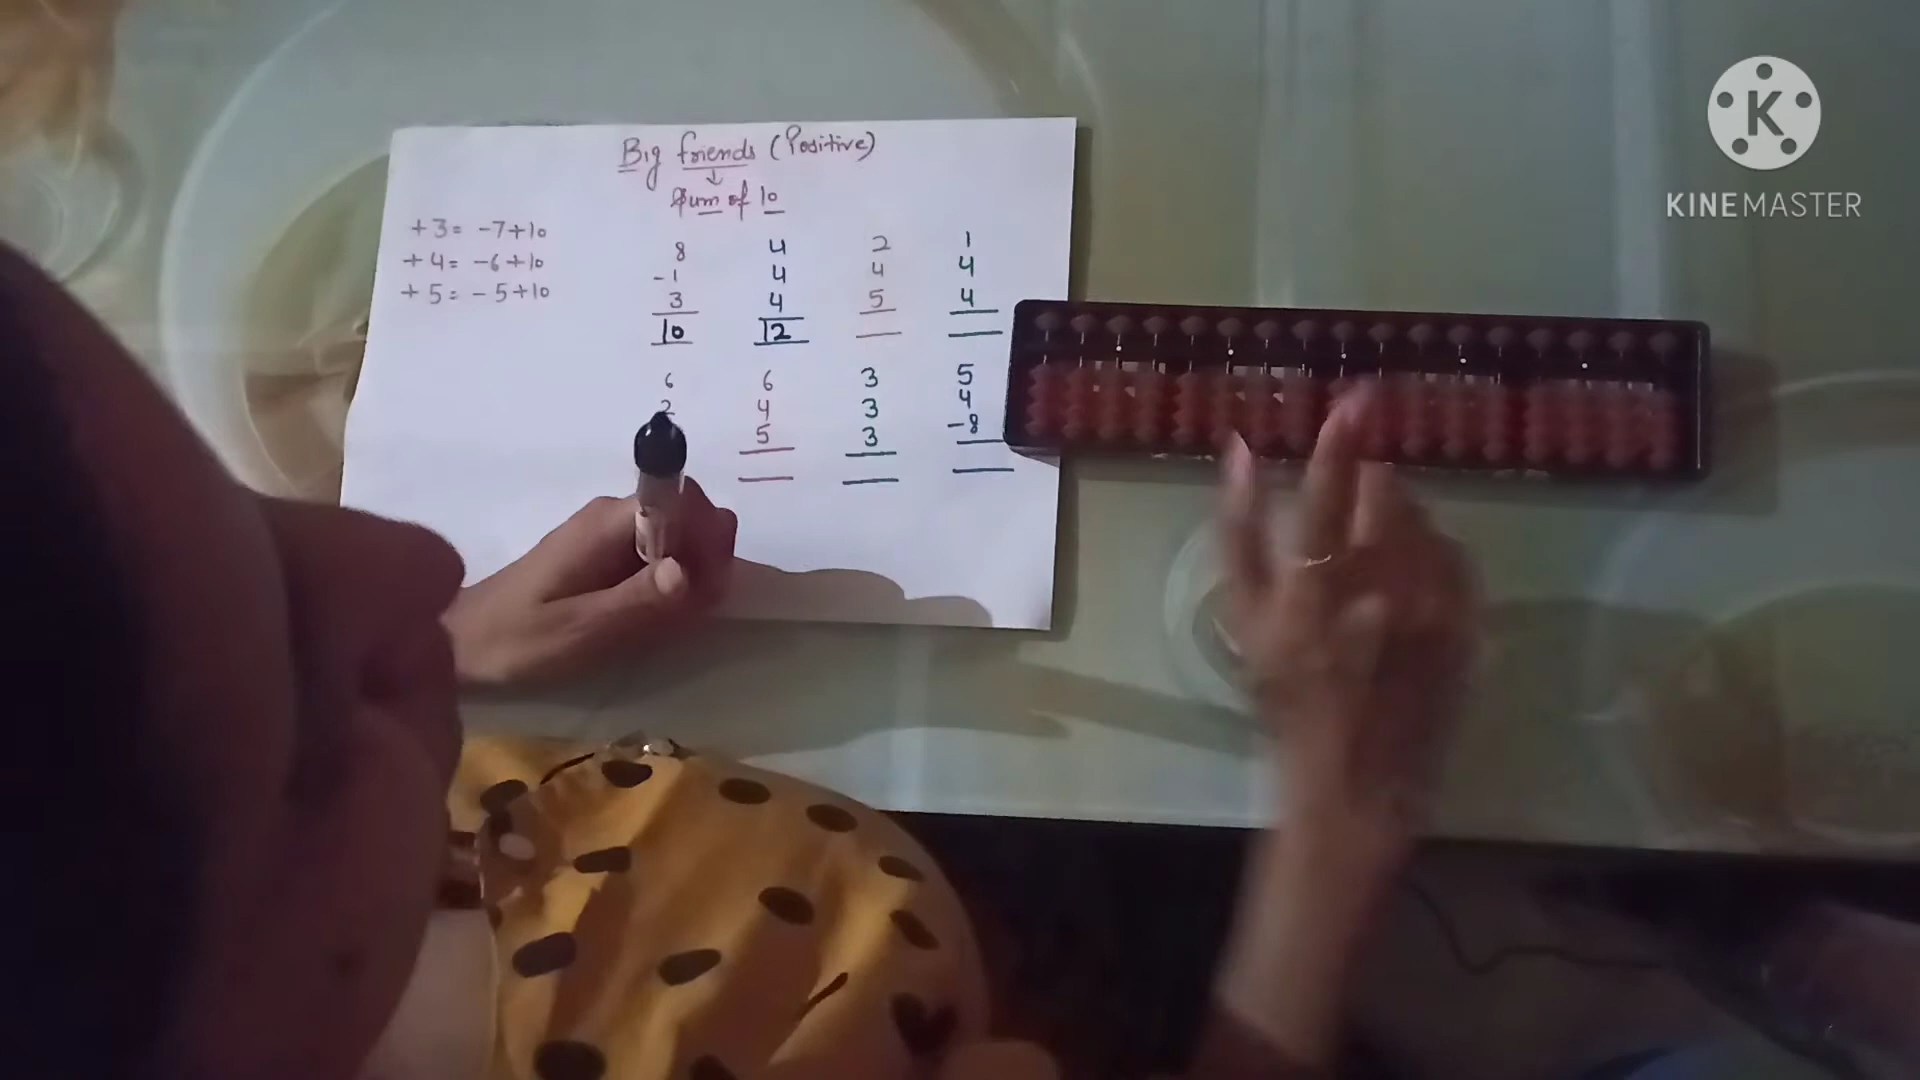 Big friends (Positive)
↓
Sum of 10
+3= -7+10
+4= -6+10
+5= -5+10
8 4 2 1
-1 4 4 4
3 4 5 4
10 12
6 6 3 5
2 4 3 4
5 3 -8
K
KINEMASTER